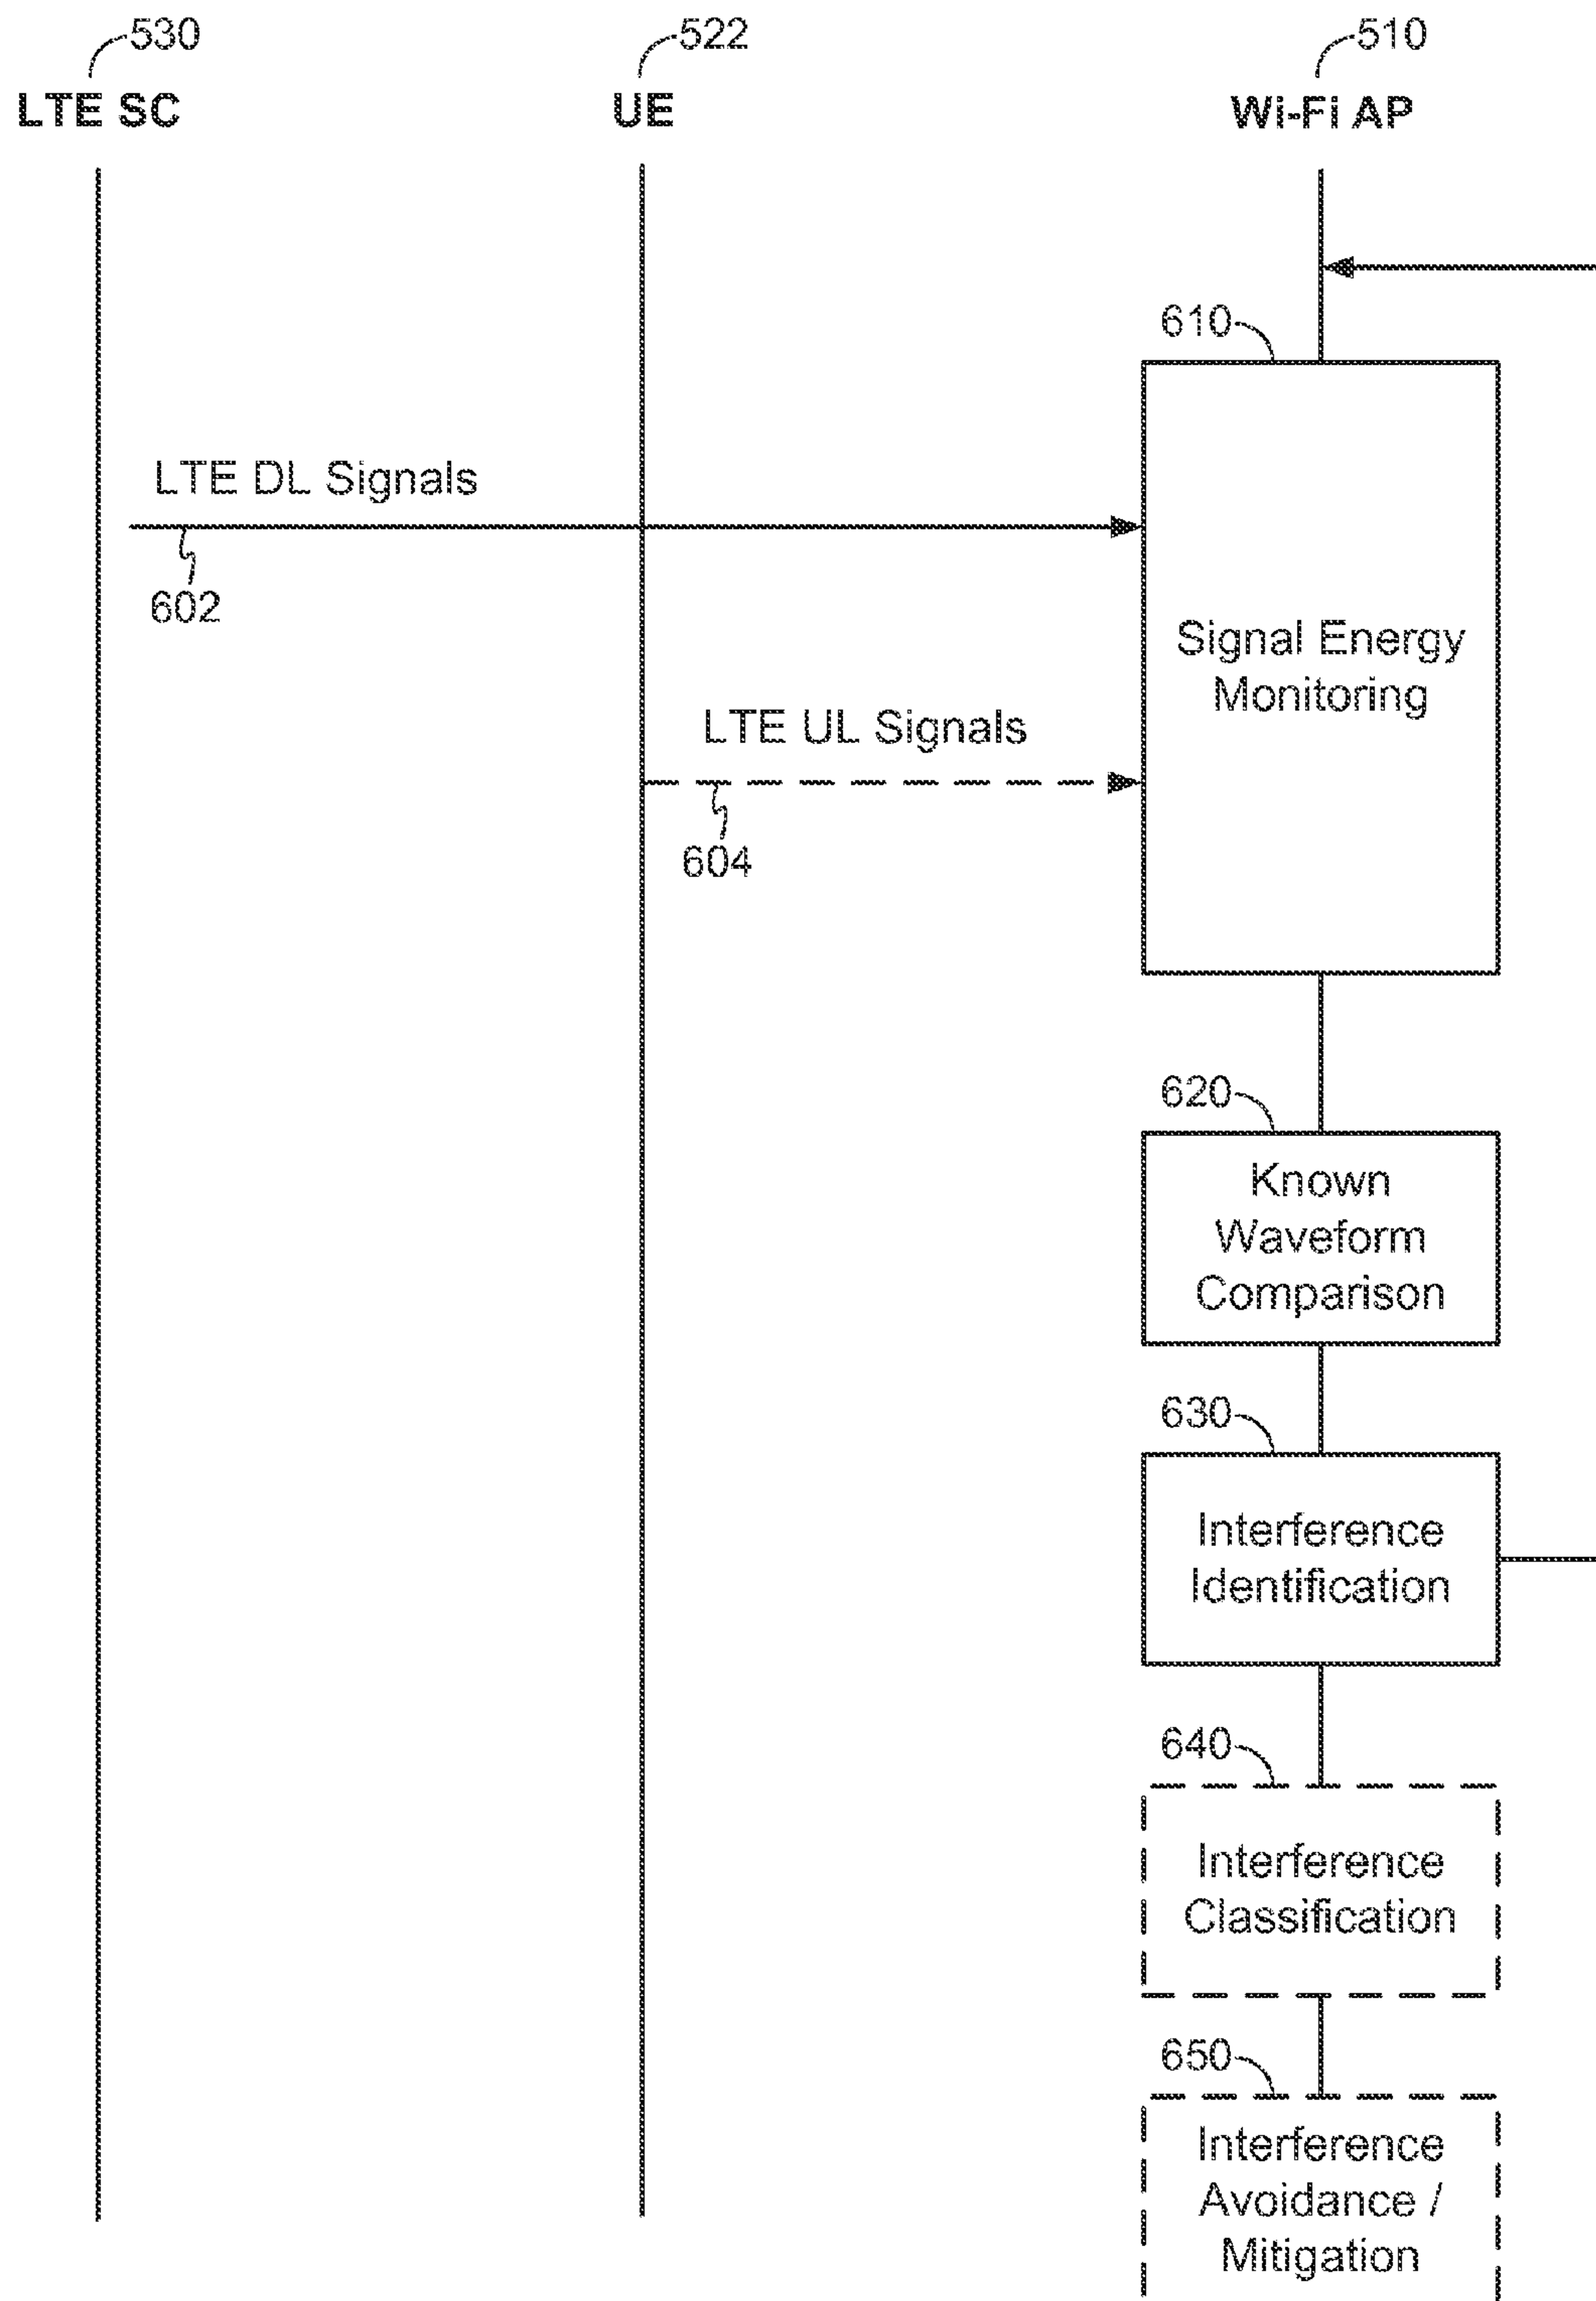 530
522
510
LTE SC
UE
Wi-Fi AP
610
LTE DL Signals
602
Signal Energy
Monitoring
LTE UL Signals
604
620
Known
Waveform
Comparison
630
Interference
Identification
640
Interference
Classification
650
Interference
Avoidance /
Mitigation